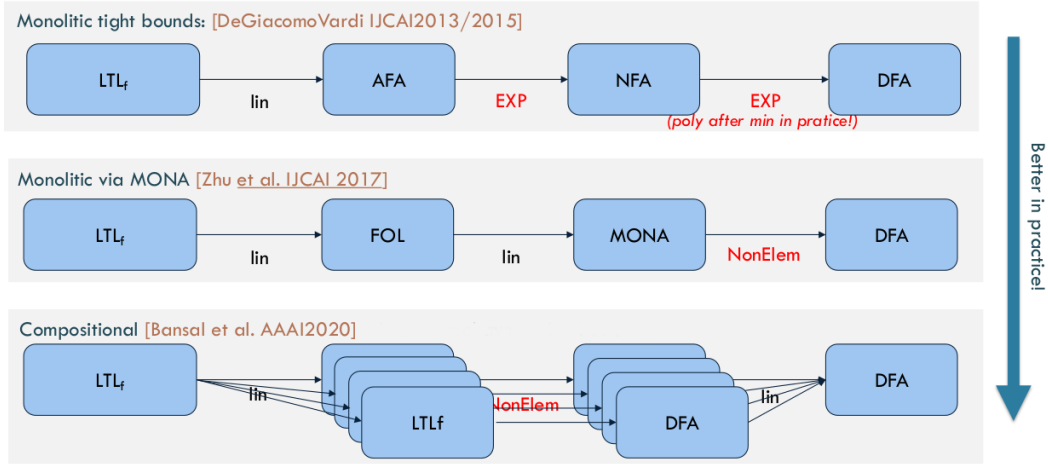 Monolitic tight bounds: [DeGiacomoVardi IJCAI2013/2015]
LTLf
lin
AFA
EXP
NFA
EXP
(poly after min in pratice!)
DFA
Monolitic via MONA [Zhu et al. IJCAI 2017]
LTLf
lin
FOL
lin
MONA
NonElem
DFA
Compositional [Bansal et al. AAAI2020]
LTLf
lin
LTLf
NonElem
DFA
lin
DFA
Better in practice!